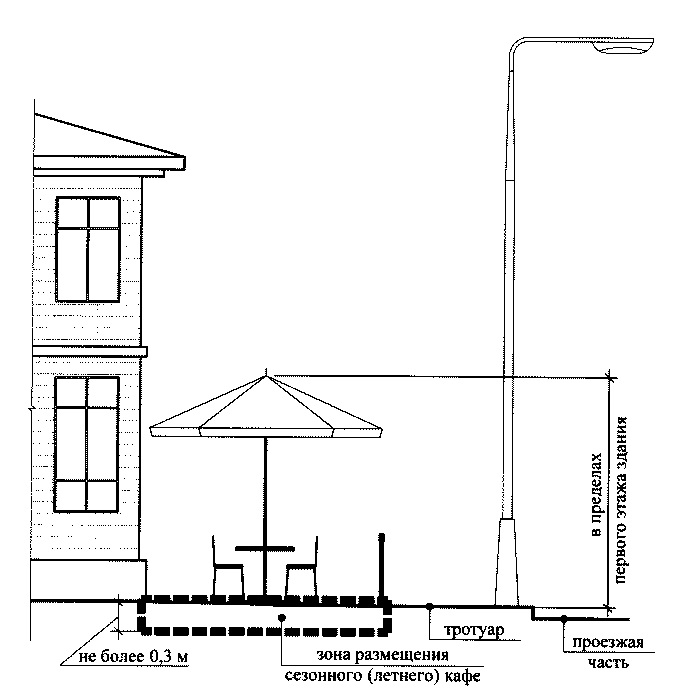 в пределах
первого этажа здания
не более 0,3 м
зона размещения
сезонного (летнего) кафе
тротуар
проезжая
часть